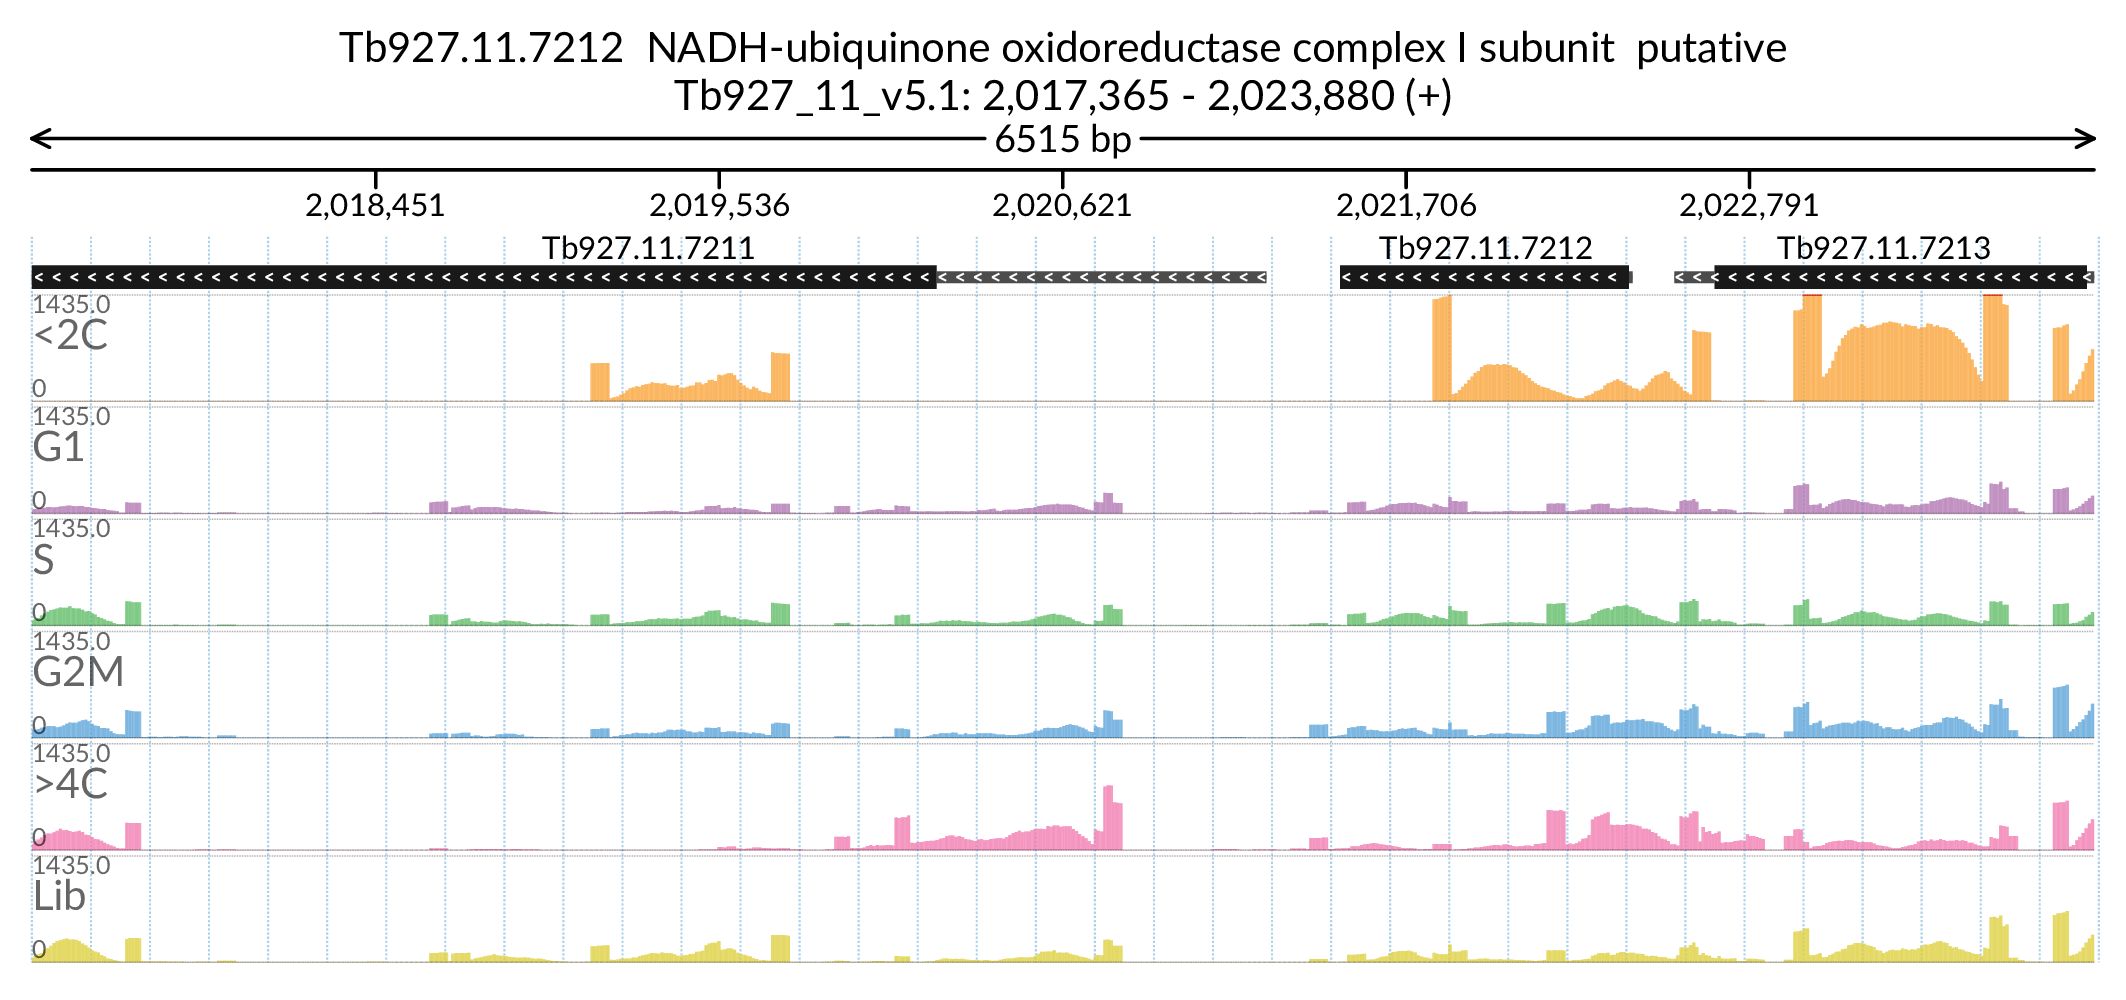 Tb927.11.7212  NADH-ubiquinone oxidoreductase complex I subunit  putative
Tb927_11_v5.1: 2,017,365 - 2,023,880 (+)
6515 bp
2,018,451 2,019,536 2,020,621 2,021,706 2,022,791
Tb927.11.7211 Tb927.11.7212 Tb927.11.7213
1435.0
<2C
0
1435.0
G1
0
1435.0
S
0
1435.0
G2M
0
1435.0
>4C
0
1435.0
Lib
0